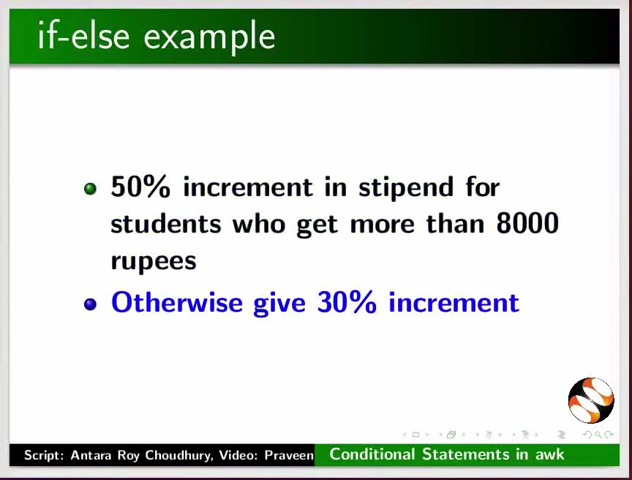 if-else example
50% increment in stipend for
students who get more than 8000
rupees
Otherwise give 30% increment
Script: Antara Roy Choudhury, Video: Praveen
Conditional Statements in awk